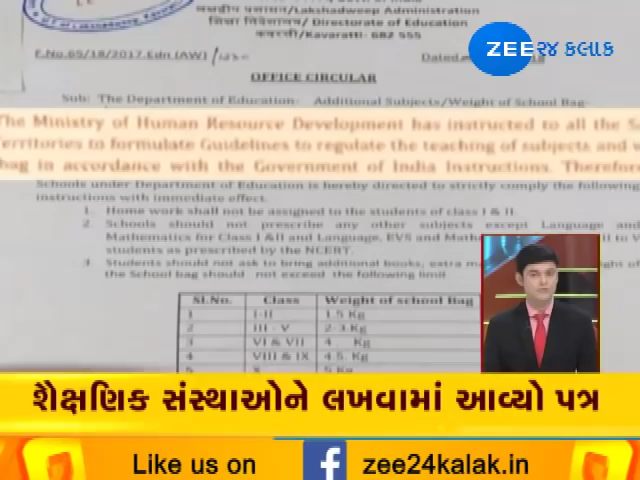 लक्षद्वीप प्रशासन/Lakshadweep Administration
शिक्षा निदेशालय/ Directorate of Education
कवरत्ती/Kavaratti- 682 555
ZEE ૨૪ કલાક
F.No.65/18/2017.Edn (AW)
Dated
OFFICE CIRCULAR
Sub: The Department of Education- Additional Subjects/Weight of School Bag-
The Ministry of Human Resource Development has instructed to all the
Territories to formulate Guidelines to regulate the teaching of subjects and
bag in accordance with the Government of India Instructions.
Schools under Department of Education is hereby directed to strictly comply the following
instructions with immediate effect.
1. Home work shall not be assigned to the students of class I & II.
2. Schools should not prescribe any other subjects except Language and
Mathematics for Class I &II and Language, EVS and
students as prescribed by the NCERT.
3. Students should not ask to bring additional books, extra
the School bag should not exceed the following limit
Sl.No. Class Weight of school Bag
1 I-II 1.5 Kg
2 III - V 2-3.Kg
3 VI & VII 4 Kg
4 VIII & IX 4.5. Kg
5 X 5 Kg
શૈક્ષણિક સંસ્થાઓને લખવામાં આવ્યો પત્ર
Like us on f zee24kalak.in